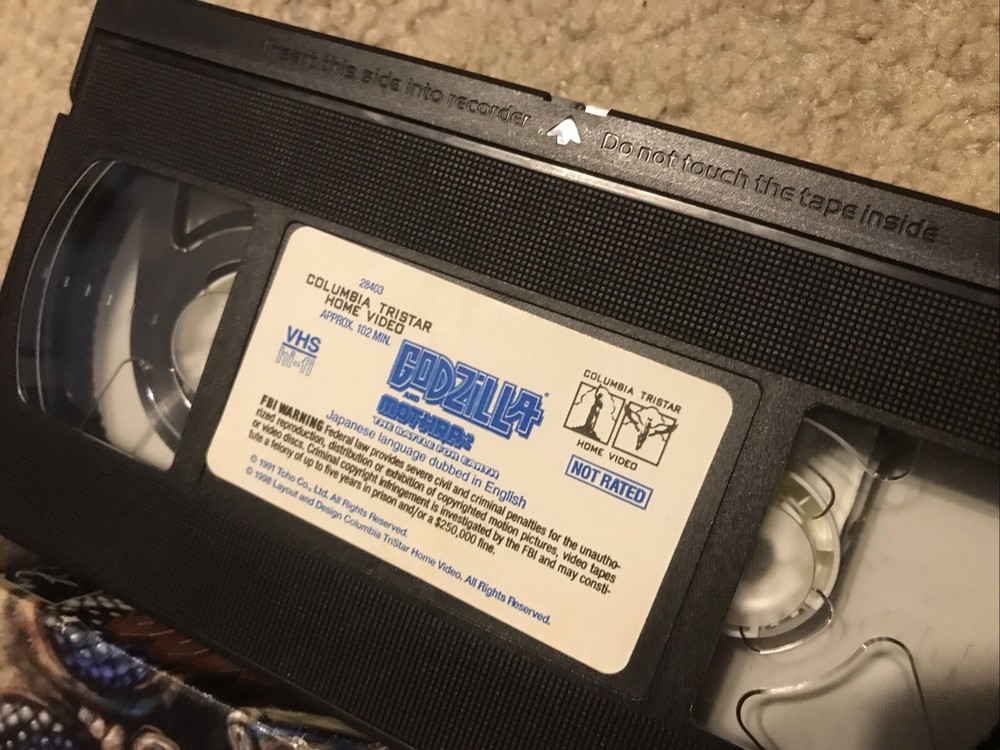 Insert this side into recorder
Do not touch the tape inside
28403
COLUMBIA TRISTAR
HOME VIDEO
APPROX. 102 MIN.
VHS
hi-fi
GODZILLA
AND
MOTHRA:
THE BATTLE FOR EARTH
Japanese language dubbed in English
COLUMBIA TRISTAR
HOME VIDEO
NOT RATED
FBI WARNING Federal law provides severe civil and criminal penalties for the unautho-
rized reproduction, distribution or exhibition of copyrighted motion pictures, video tapes
or video discs. Criminal copyright infringement is investigated by the FBI and may consti-
tute a felony of up to five years in prison and/or a $250,000 fine.
© 1991 Toho Co., Ltd. All Rights Reserved.
© 1998 Layout and Design Columbia TriStar Home Video. All Rights Reserved.